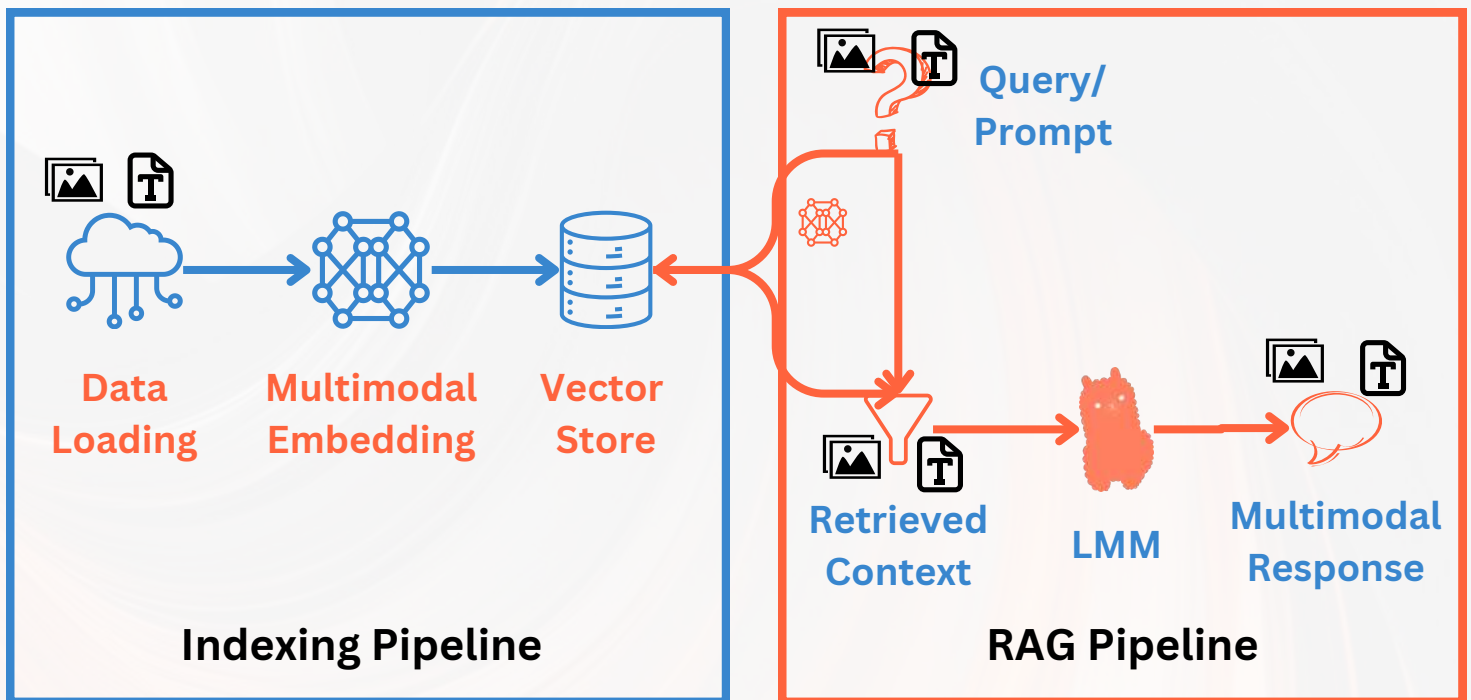 Query/
Prompt
Data
Loading
Multimodal
Embedding
Vector
Store
Retrieved
Context
LMM
Multimodal
Response
Indexing Pipeline
RAG Pipeline